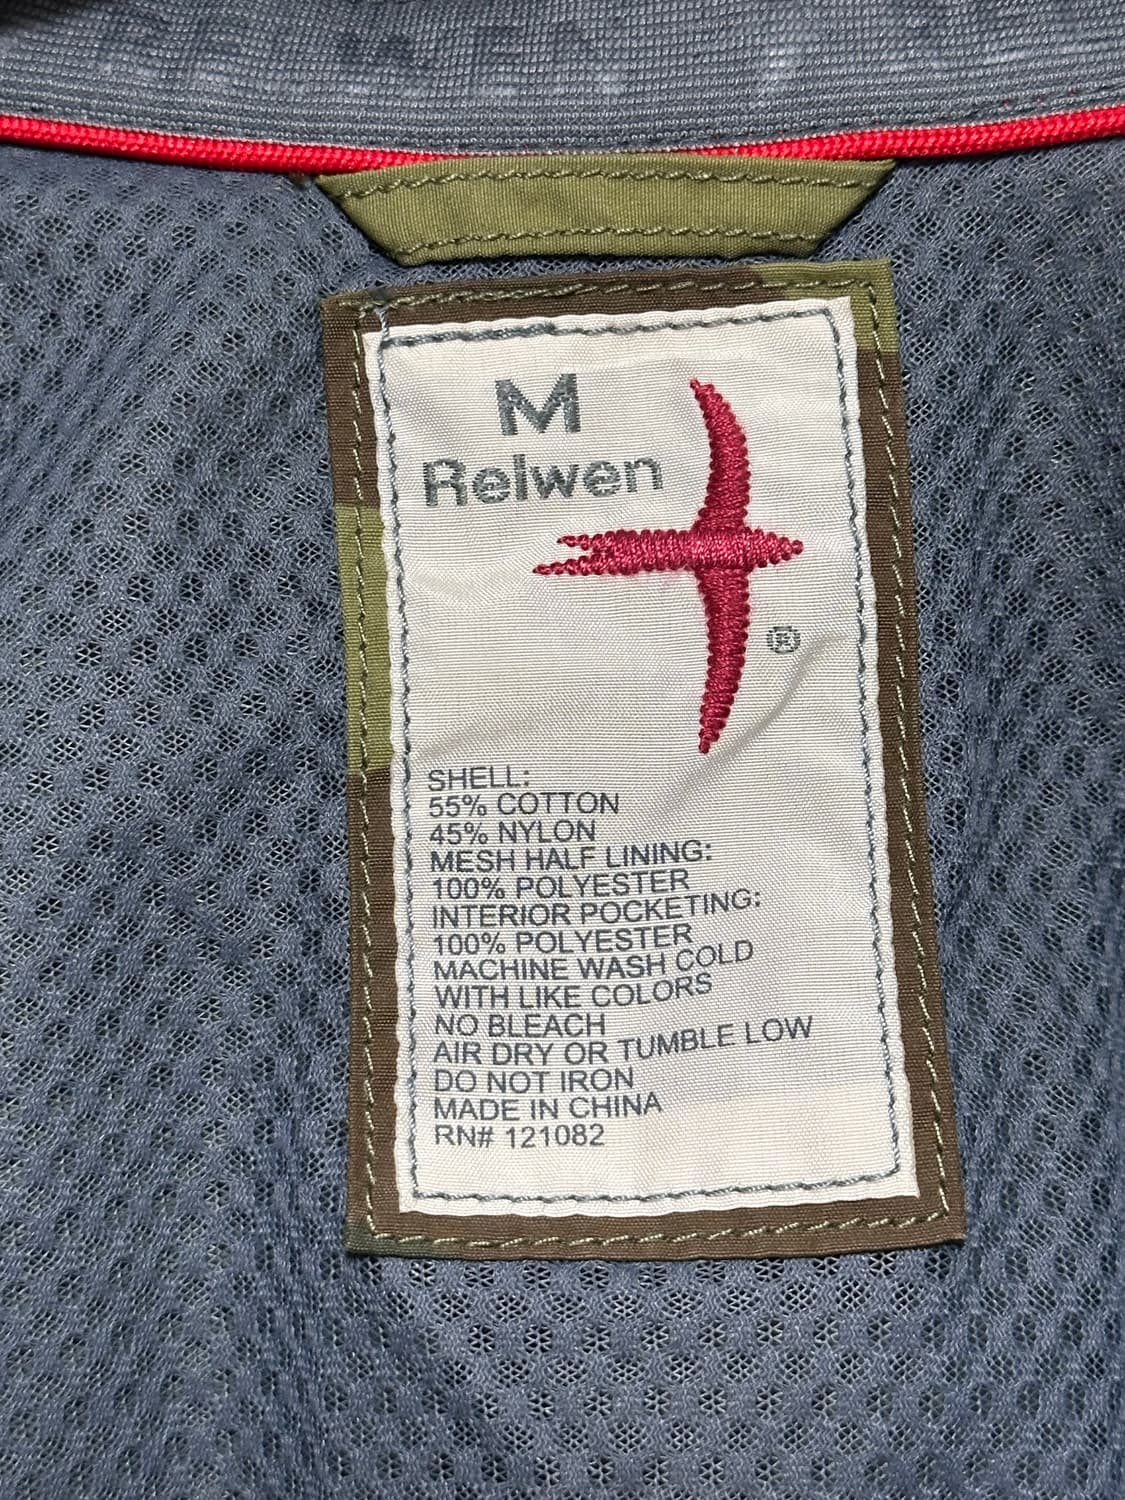 RELWEN
M
Relwen
®
SHELL:
55% COTTON
45% NYLON
MESH HALF LINING:
100% POLYESTER
INTERIOR POCKETING:
100% POLYESTER
MACHINE WASH COLD
WITH LIKE COLORS
NO BLEACH
AIR DRY OR TUMBLE LOW
DO NOT IRON
MADE IN CHINA
RN# 121082